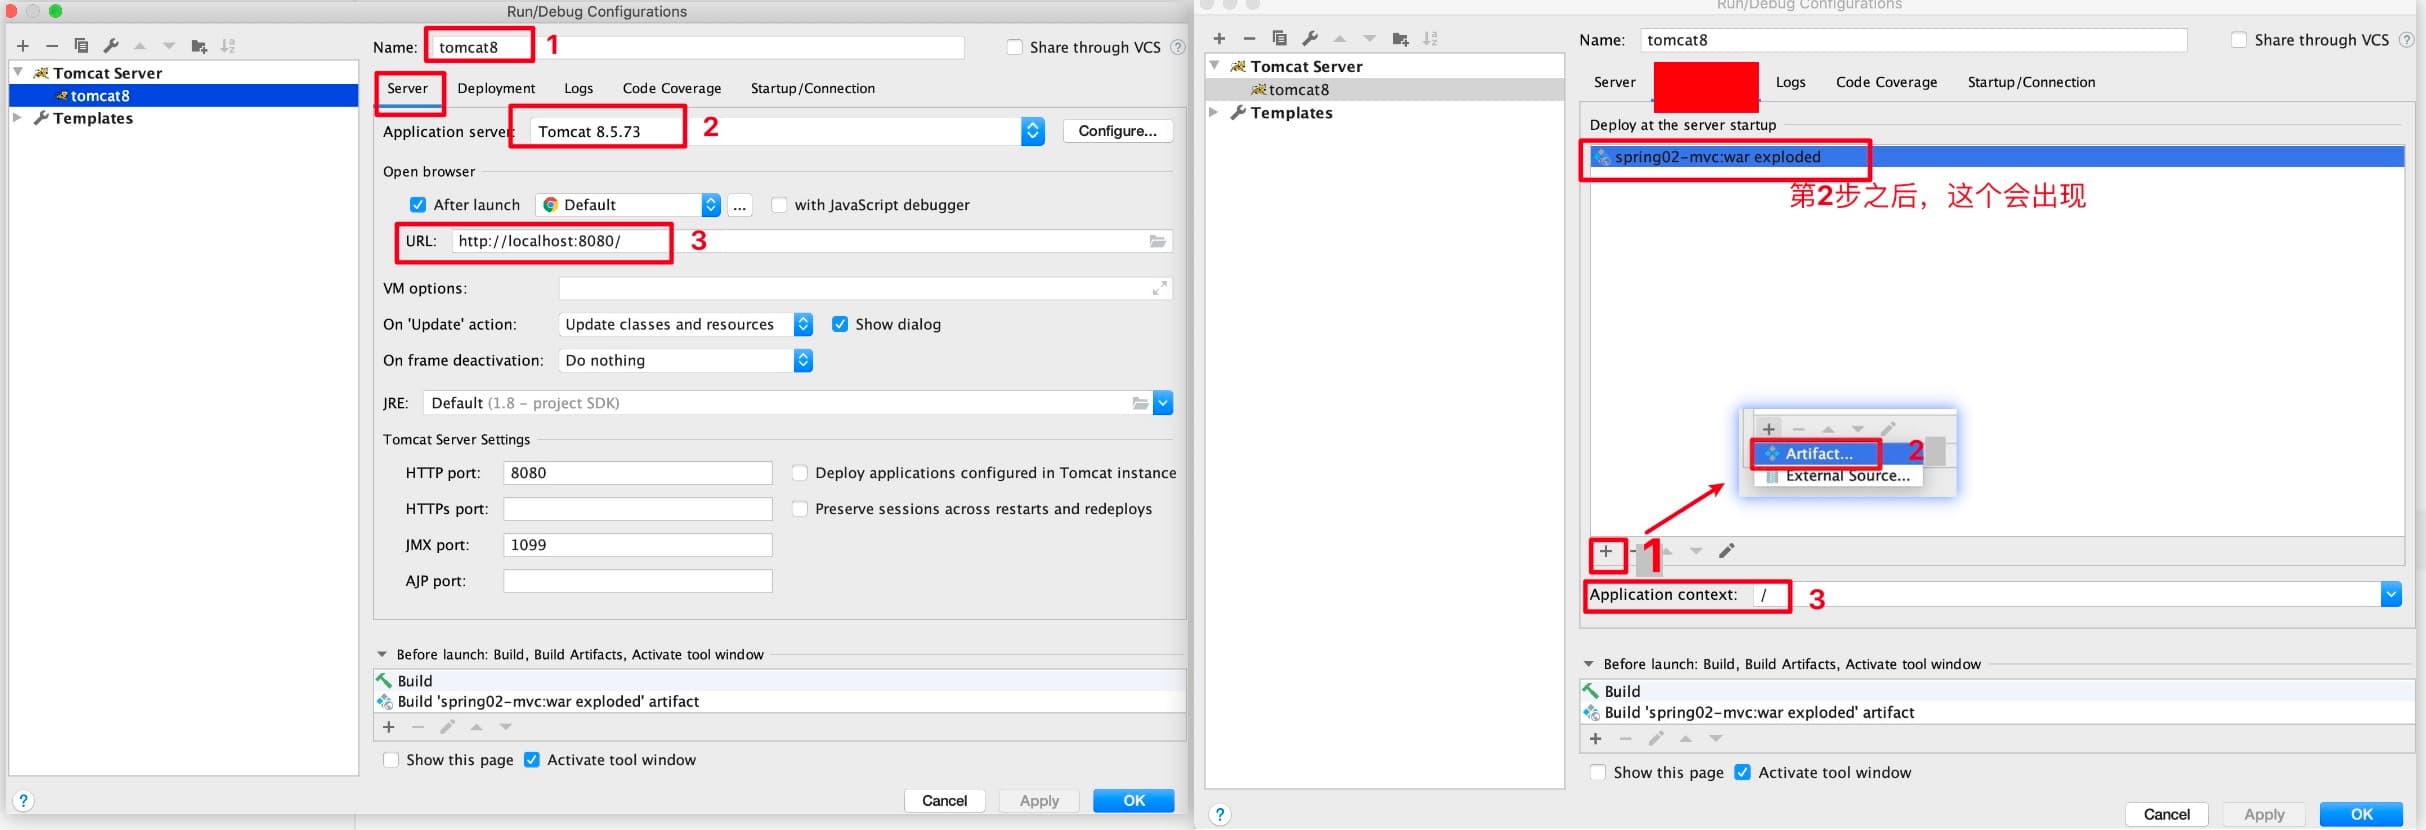 Run/Debug Configurations
Name: tomcat8 1
Share through VCS ?
Tomcat Server
tomcat8
Templates
Server Deployment Logs Code Coverage Startup/Connection
Application server: Tomcat 8.5.73 2 Configure...
Open browser
After launch Default ... with JavaScript debugger
URL: http://localhost:8080/ 3
VM options:
On 'Update' action: Update classes and resources Show dialog
On frame deactivation: Do nothing
JRE: Default (1.8 – project SDK)
Tomcat Server Settings
HTTP port: 8080 Deploy applications configured in Tomcat instance
HTTPs port: Preserve sessions across restarts and redeploys
JMX port: 1099
AJP port:
Before launch: Build, Build Artifacts, Activate tool window
Build
Build 'spring02-mvc:war exploded' artifact
Show this page Activate tool window
? Cancel Apply OK
Run/Debug Configurations
Name: tomcat8
Share through VCS ?
Tomcat Server
tomcat8
Templates
Server Logs Code Coverage Startup/Connection
Deploy at the server startup
spring02-mvc:war exploded
第2步之后，这个会出现
Artifact... 2
External Source...
1
Application context: / 3
Before launch: Build, Build Artifacts, Activate tool window
Build
Build 'spring02-mvc:war exploded' artifact
Show this page Activate tool window
? Cancel Apply OK